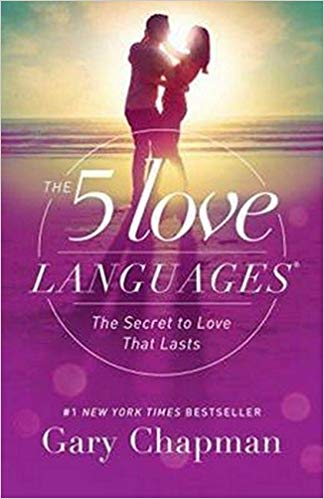 THE
5 love
LANGUAGES®
The Secret to Love
That Lasts
#1 NEW YORK TIMES BESTSELLER
Gary Chapman